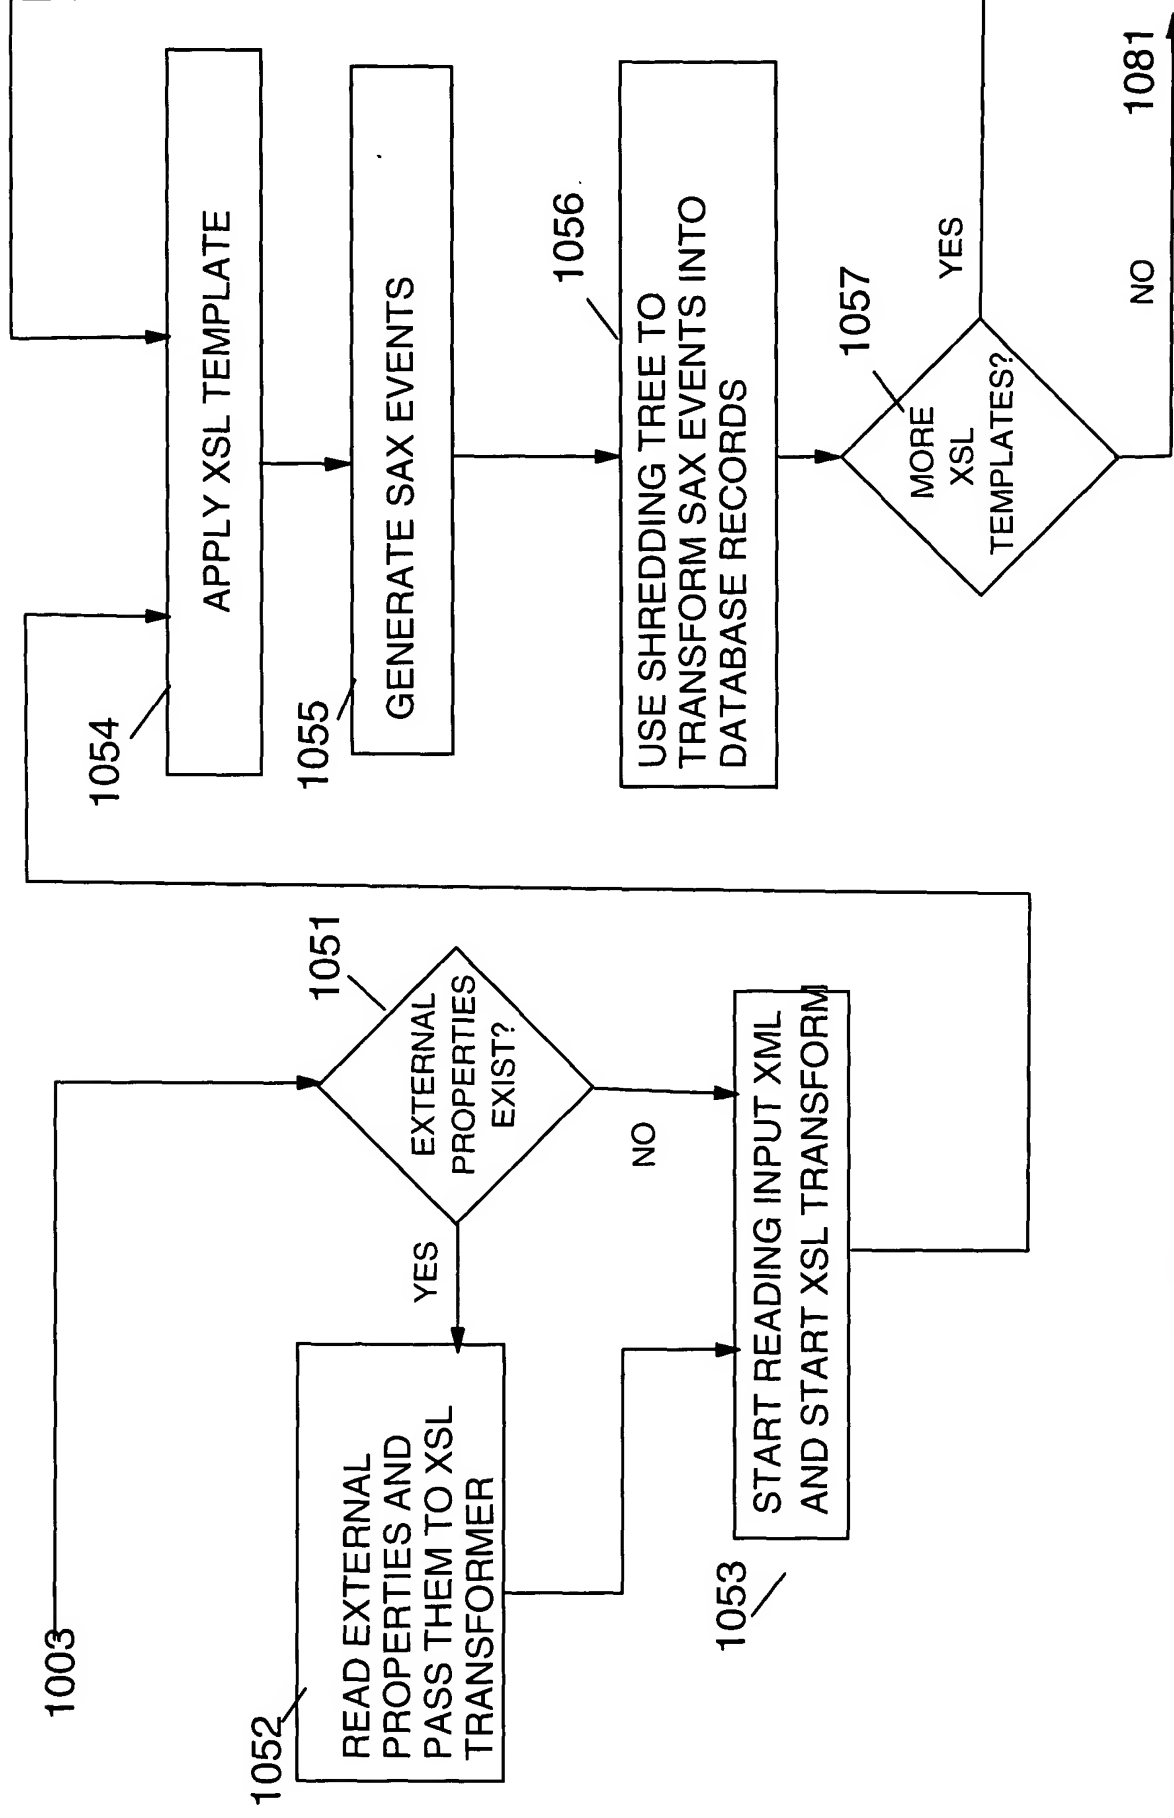 1003
1051
EXTERNAL
PROPERTIES
EXIST?
YES
NO
1052
READ EXTERNAL
PROPERTIES AND
PASS THEM TO XSL
TRANSFORMER
1053
START READING INPUT XML
AND START XSL TRANSFORM
1054
APPLY XSL TEMPLATE
1055
GENERATE SAX EVENTS
1056
USE SHREDDING TREE TO
TRANSFORM SAX EVENTS INTO
DATABASE RECORDS
1057
MORE
XSL
TEMPLATES?
YES
NO
1081